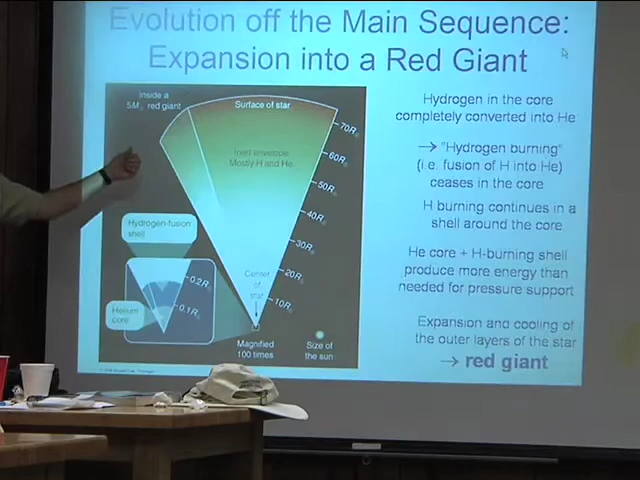 Evolution off the Main Sequence:
Expansion into a Red Giant
Inside a
5M☉ red giant
Surface of star
Inert envelope
Mostly H and He
70R☉
60R☉
50R☉
40R☉
30R☉
20R☉
10R☉
Center
of
star
Hydrogen-fusion
shell
0.2R☉
0.1R☉
Helium
core
Magnified
100 times
Size of
the sun
Hydrogen in the core
completely converted into He
→ "Hydrogen burning"
(i.e. fusion of H into He)
ceases in the core
H burning continues in a
shell around the core
He core + H-burning shell
produce more energy than
needed for pressure support
Expansion and cooling of
the outer layers of the star
→ red giant